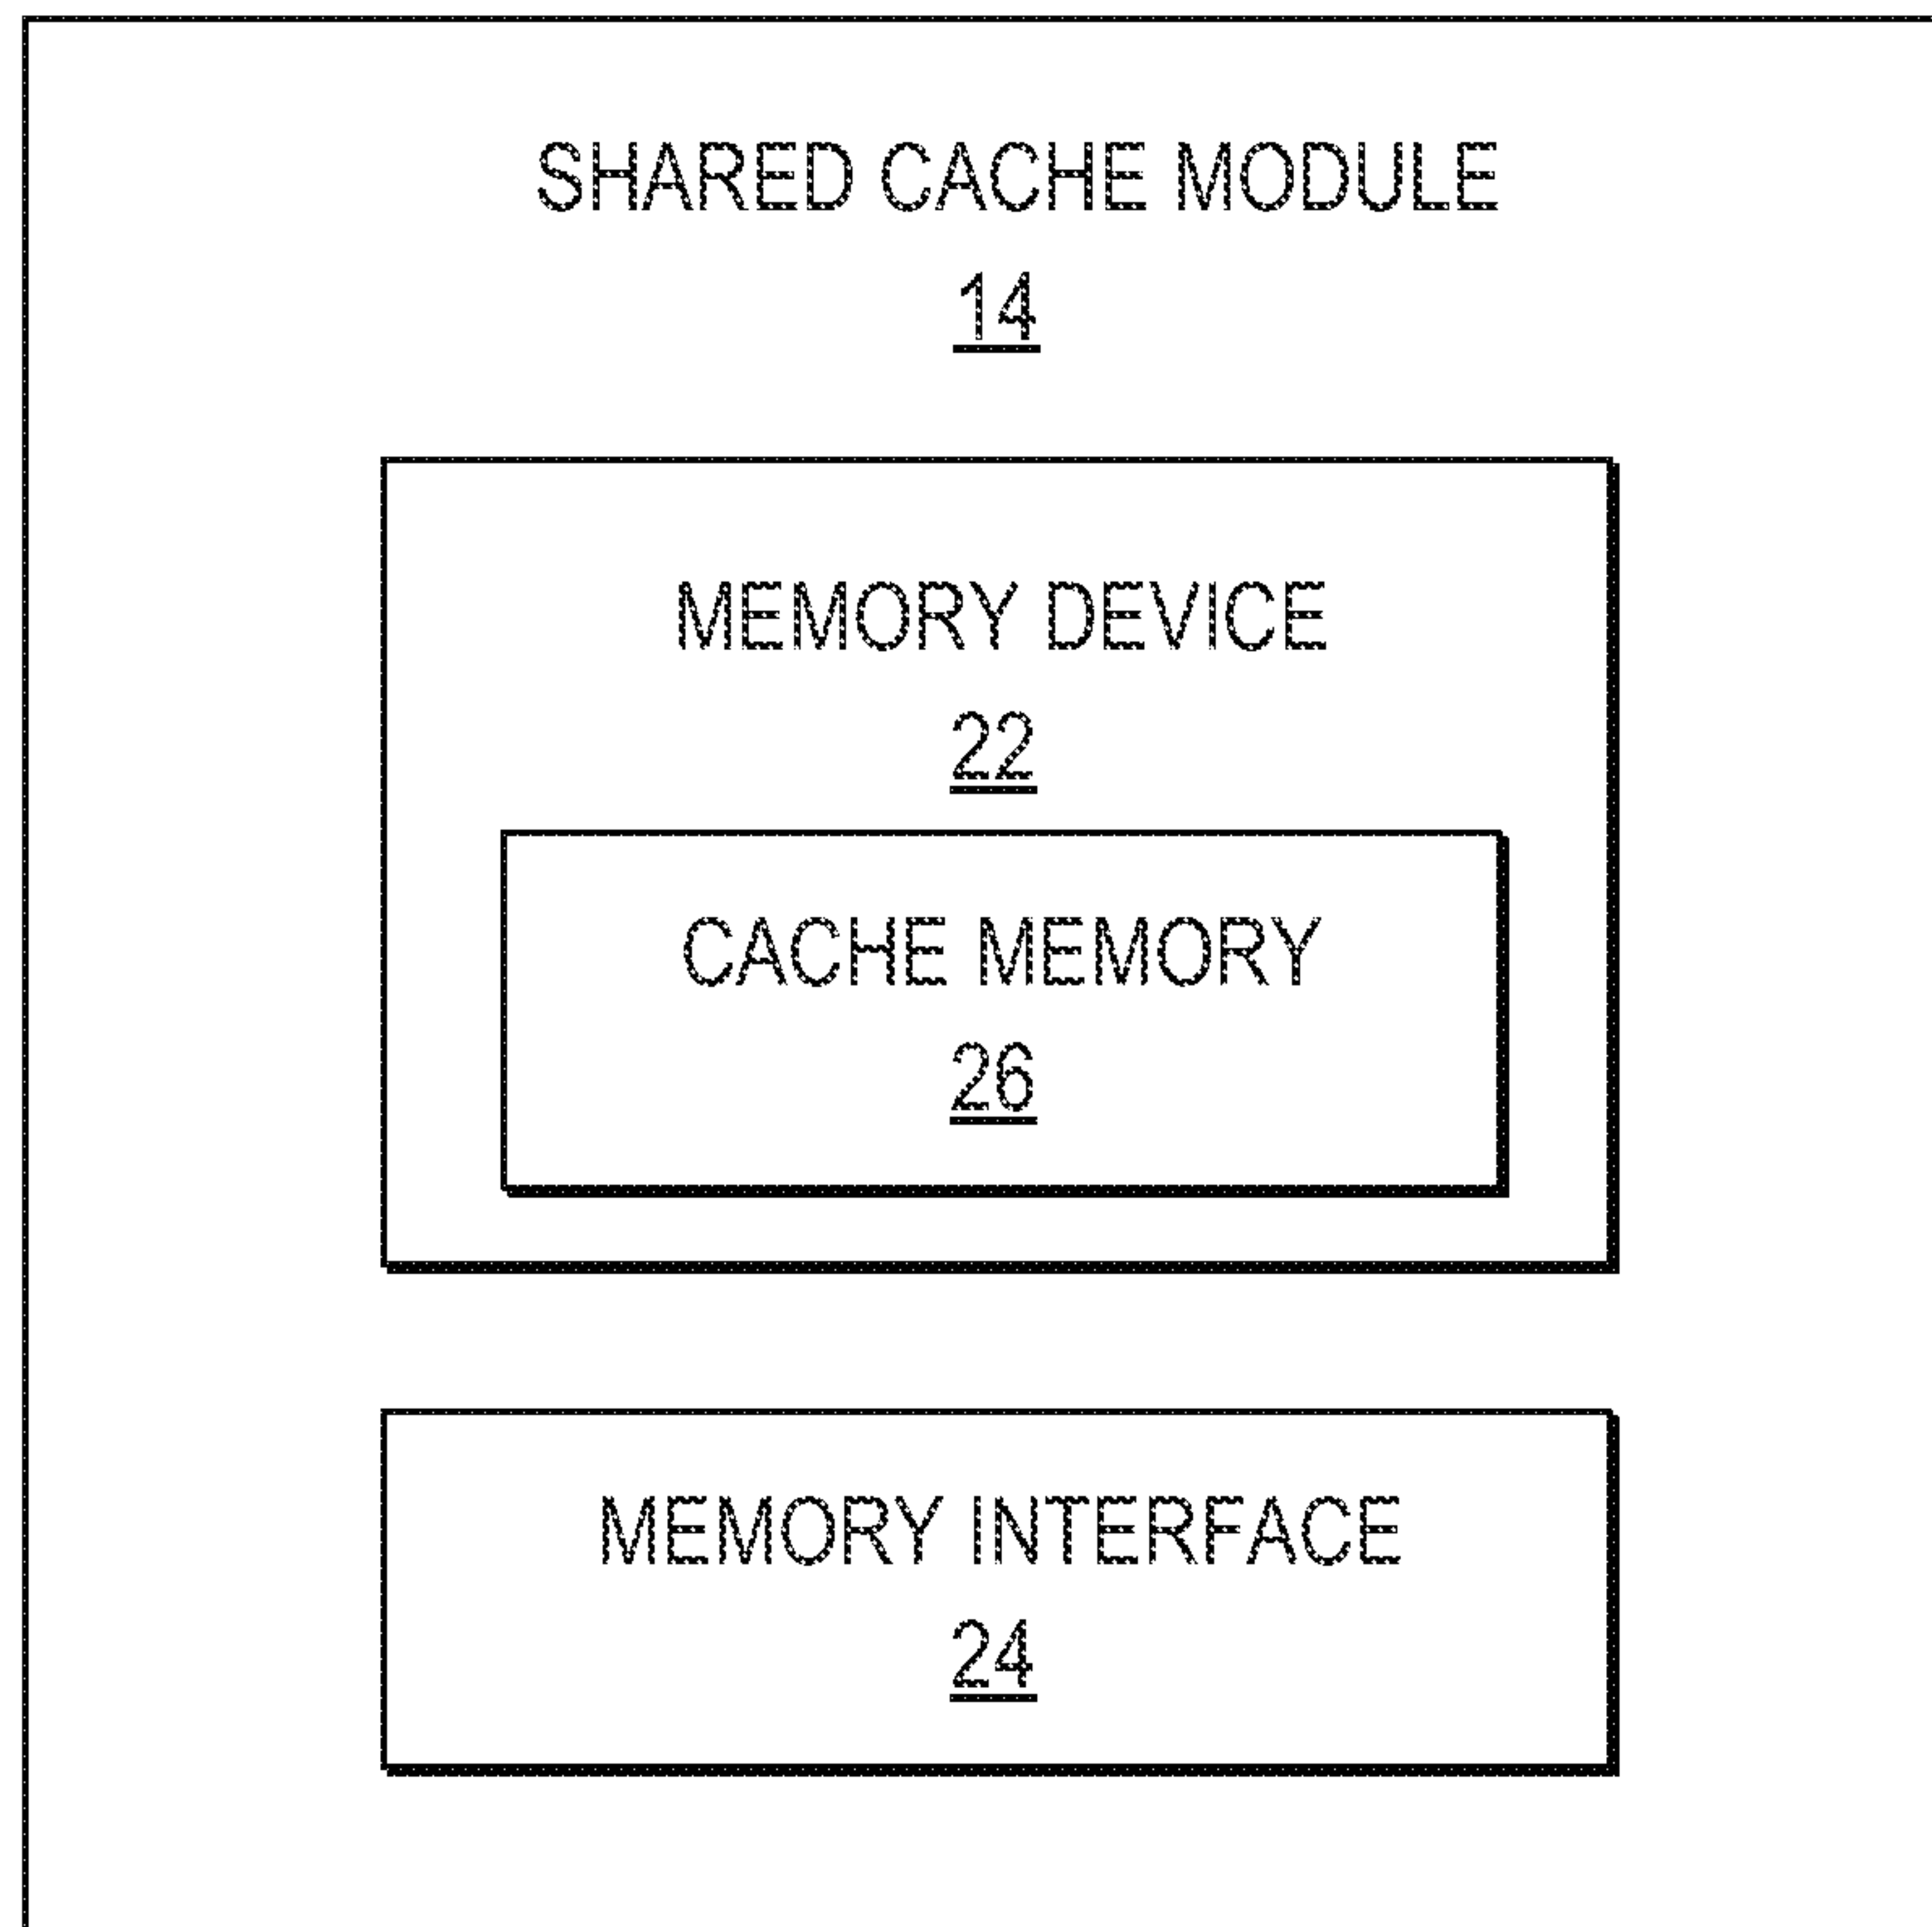 SHARED CACHE MODULE
14
MEMORY DEVICE
22
CACHE MEMORY
26
MEMORY INTERFACE
24